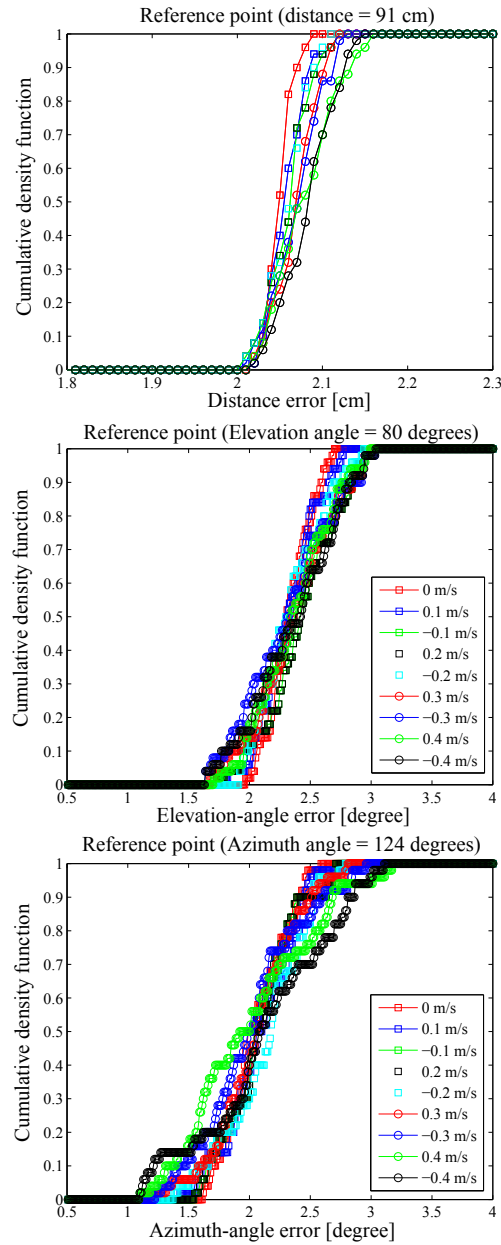 Reference point (distance = 91 cm)
Cumulative density function
1
0.9
0.8
0.7
0.6
0.5
0.4
0.3
0.2
0.1
0
1.8 1.9 2 2.1 2.2 2.3
Distance error [cm]
Reference point (Elevation angle = 80 degrees)
Cumulative density function
1
0.9
0.8
0.7
0.6
0.5
0.4
0.3
0.2
0.1
0
0 m/s
0.1 m/s
−0.1 m/s
0.2 m/s
−0.2 m/s
0.3 m/s
−0.3 m/s
0.4 m/s
−0.4 m/s
0.5 1 1.5 2 2.5 3 3.5 4
Elevation-angle error [degree]
Reference point (Azimuth angle = 124 degrees)
Cumulative density function
1
0.9
0.8
0.7
0.6
0.5
0.4
0.3
0.2
0.1
0
0 m/s
0.1 m/s
−0.1 m/s
0.2 m/s
−0.2 m/s
0.3 m/s
−0.3 m/s
0.4 m/s
−0.4 m/s
0.5 1 1.5 2 2.5 3 3.5 4
Azimuth-angle error [degree]